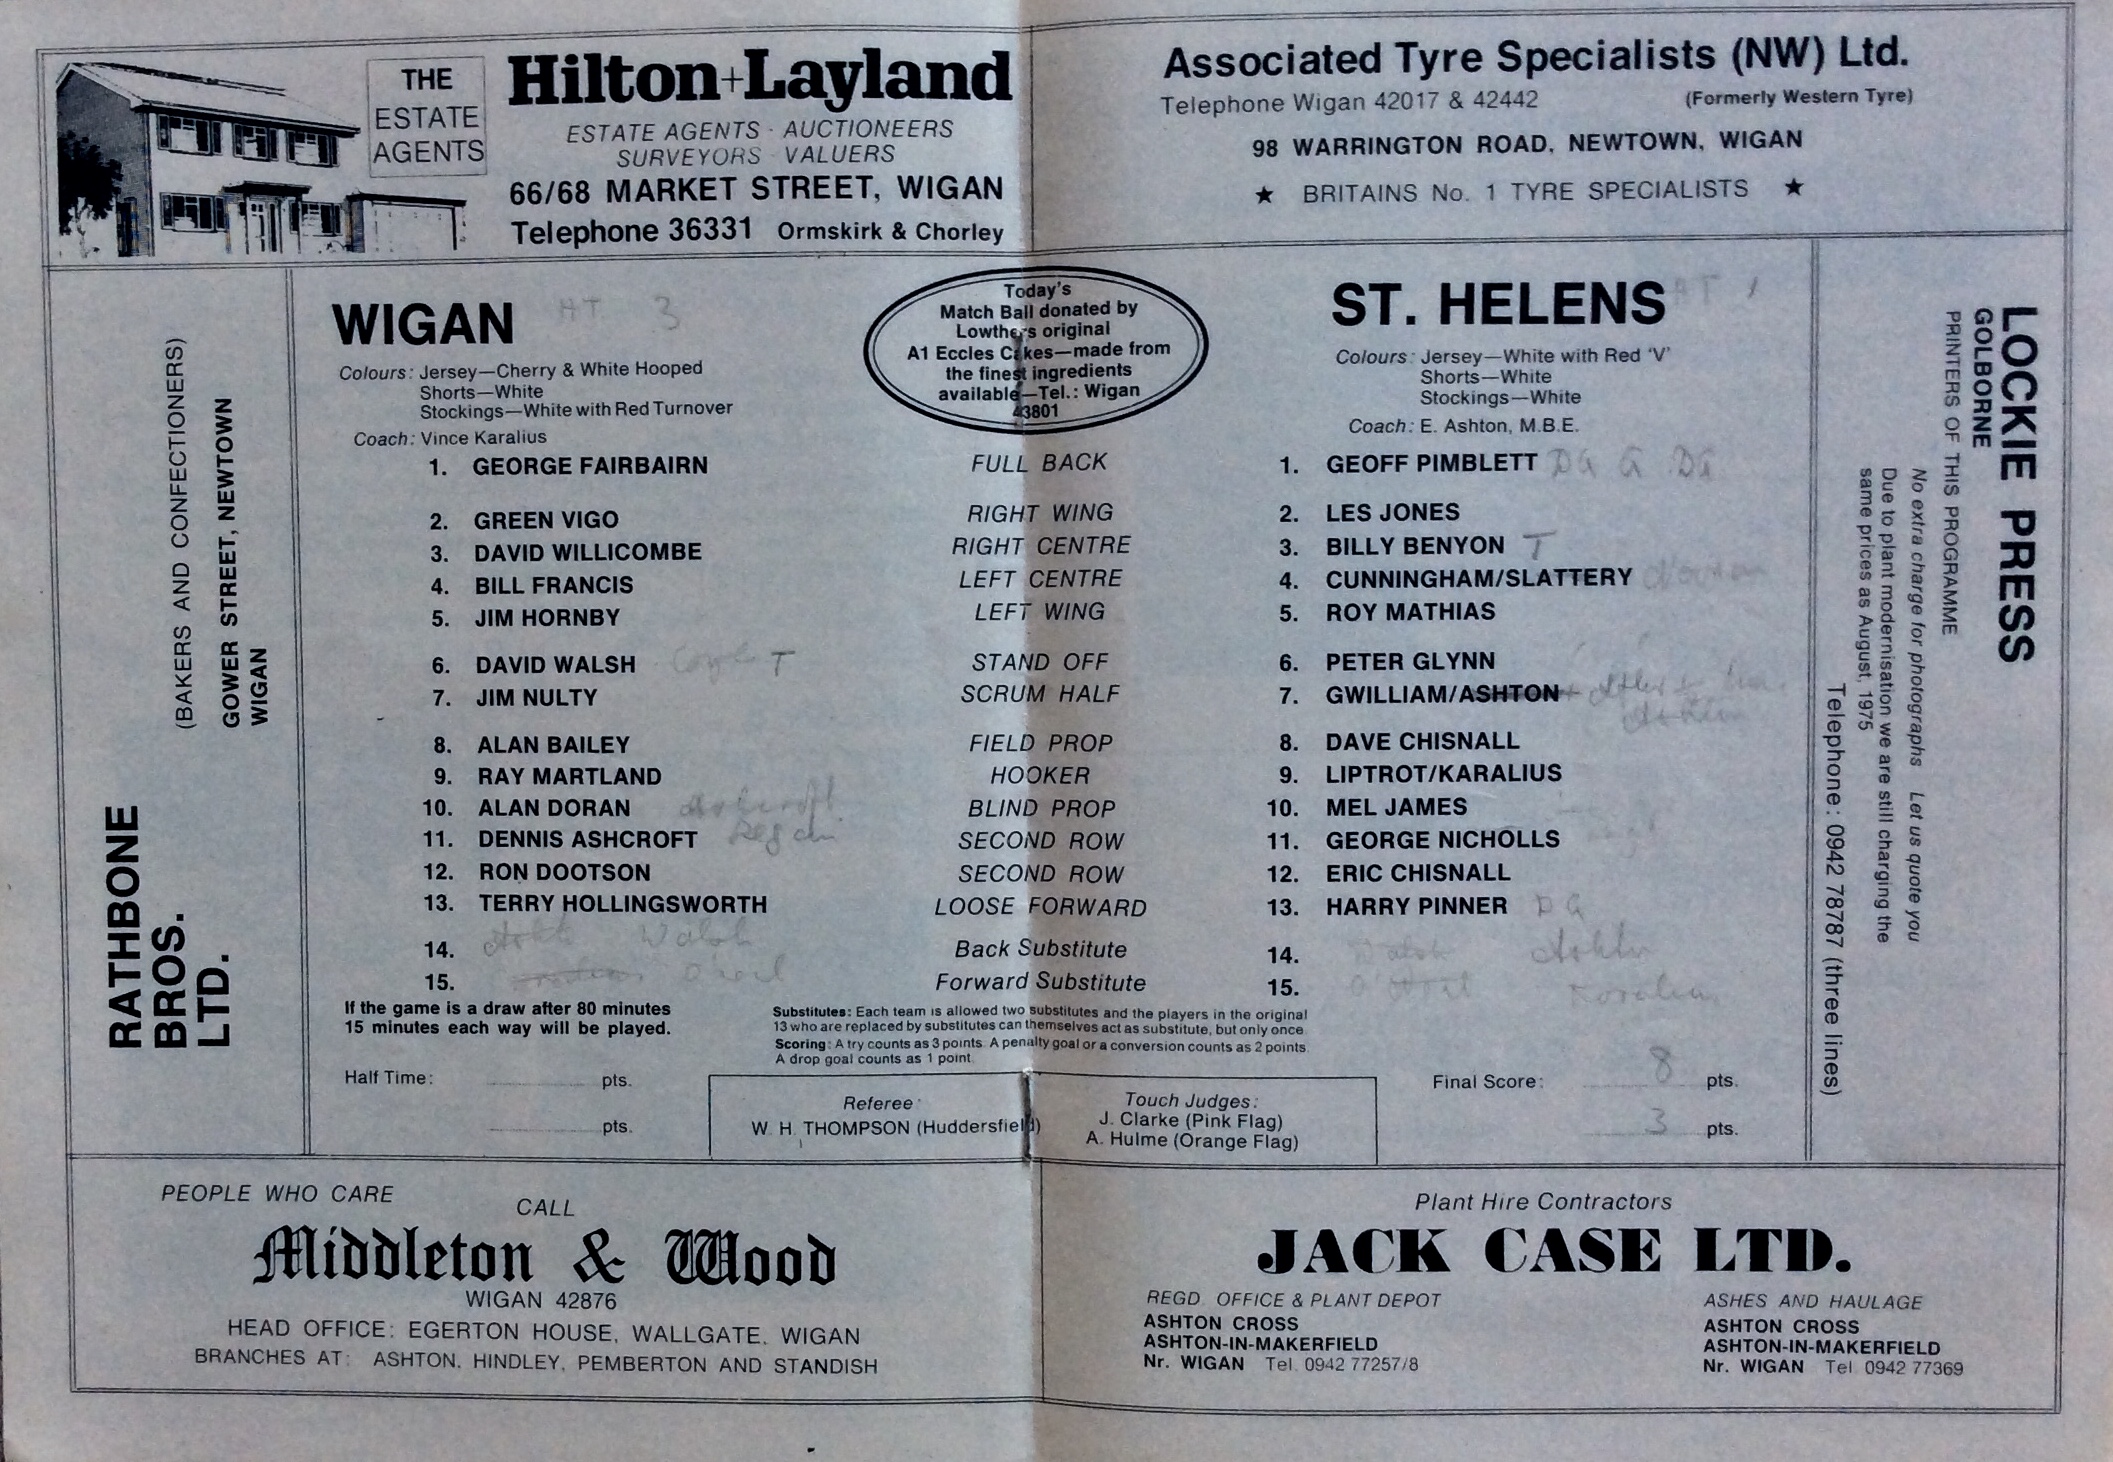 THE
ESTATE
AGENTS
Hilton+Layland
ESTATE AGENTS · AUCTIONEERS
SURVEYORS · VALUERS
66/68 MARKET STREET, WIGAN
Telephone 36331 Ormskirk & Chorley
Associated Tyre Specialists (NW) Ltd.
Telephone Wigan 42017 & 42442 (Formerly Western Tyre)
98 WARRINGTON ROAD, NEWTOWN, WIGAN
★ BRITAINS No. 1 TYRE SPECIALISTS ★
RATHBONE
BROS.
LTD.
(BAKERS AND CONFECTIONERS)
GOWER STREET, NEWTOWN
WIGAN
WIGAN HT 3
Colours: Jersey—Cherry & White Hooped
Shorts—White
Stockings—White with Red Turnover
Coach: Vince Karalius
Today's
Match Ball donated by
Lowthers original
A1 Eccles Cakes—made from
the finest ingredients
available—Tel.: Wigan
43801
ST. HELENS HT 1
Colours: Jersey—White with Red 'V'
Shorts—White
Stockings—White
Coach: E. Ashton, M.B.E.
1. GEORGE FAIRBAIRN FULL BACK 1. GEOFF PIMBLETT DG G DG
2. GREEN VIGO RIGHT WING 2. LES JONES
3. DAVID WILLICOMBE RIGHT CENTRE 3. BILLY BENYON T
4. BILL FRANCIS LEFT CENTRE 4. CUNNINGHAM/SLATTERY
5. JIM HORNBY LEFT WING 5. ROY MATHIAS
6. DAVID WALSH Coyle T STAND OFF 6. PETER GLYNN
7. JIM NULTY SCRUM HALF 7. GWILLIAM/ASHTON
8. ALAN BAILEY FIELD PROP 8. DAVE CHISNALL
9. RAY MARTLAND HOOKER 9. LIPTROT/KARALIUS
10. ALAN DORAN Ashcroft BLIND PROP 10. MEL JAMES
11. DENNIS ASHCROFT Regan SECOND ROW 11. GEORGE NICHOLLS
12. RON DOOTSON SECOND ROW 12. ERIC CHISNALL
13. TERRY HOLLINGSWORTH LOOSE FORWARD 13. HARRY PINNER DG
14. Walsh Back Substitute 14. Walsh Ashton
15. O'Neil Forward Substitute 15. Karalius
If the game is a draw after 80 minutes
15 minutes each way will be played.
Substitutes: Each team is allowed two substitutes and the players in the original
13 who are replaced by substitutes can themselves act as substitute, but only once.
Scoring: A try counts as 3 points. A penalty goal or a conversion counts as 2 points.
A drop goal counts as 1 point.
Half Time: pts.
pts.
Referee:
W. H. THOMPSON (Huddersfield)
Touch Judges:
J. Clarke (Pink Flag)
A. Hulme (Orange Flag)
Final Score: 8 pts.
3 pts.
LOCKIE PRESS
GOLBORNE
PRINTERS OF THIS PROGRAMME
No extra charge for photographs Let us quote you
Due to plant modernisation we are still charging the
same prices as August, 1975
Telephone: 0942 78787 (three lines)
PEOPLE WHO CARE
CALL
Middleton & Wood
WIGAN 42876
HEAD OFFICE: EGERTON HOUSE, WALLGATE, WIGAN
BRANCHES AT: ASHTON, HINDLEY, PEMBERTON AND STANDISH
Plant Hire Contractors
JACK CASE LTD.
REGD. OFFICE & PLANT DEPOT
ASHTON CROSS
ASHTON-IN-MAKERFIELD
Nr. WIGAN Tel. 0942 77257/8
ASHES AND HAULAGE
ASHTON CROSS
ASHTON-IN-MAKERFIELD
Nr. WIGAN Tel 0942 77369